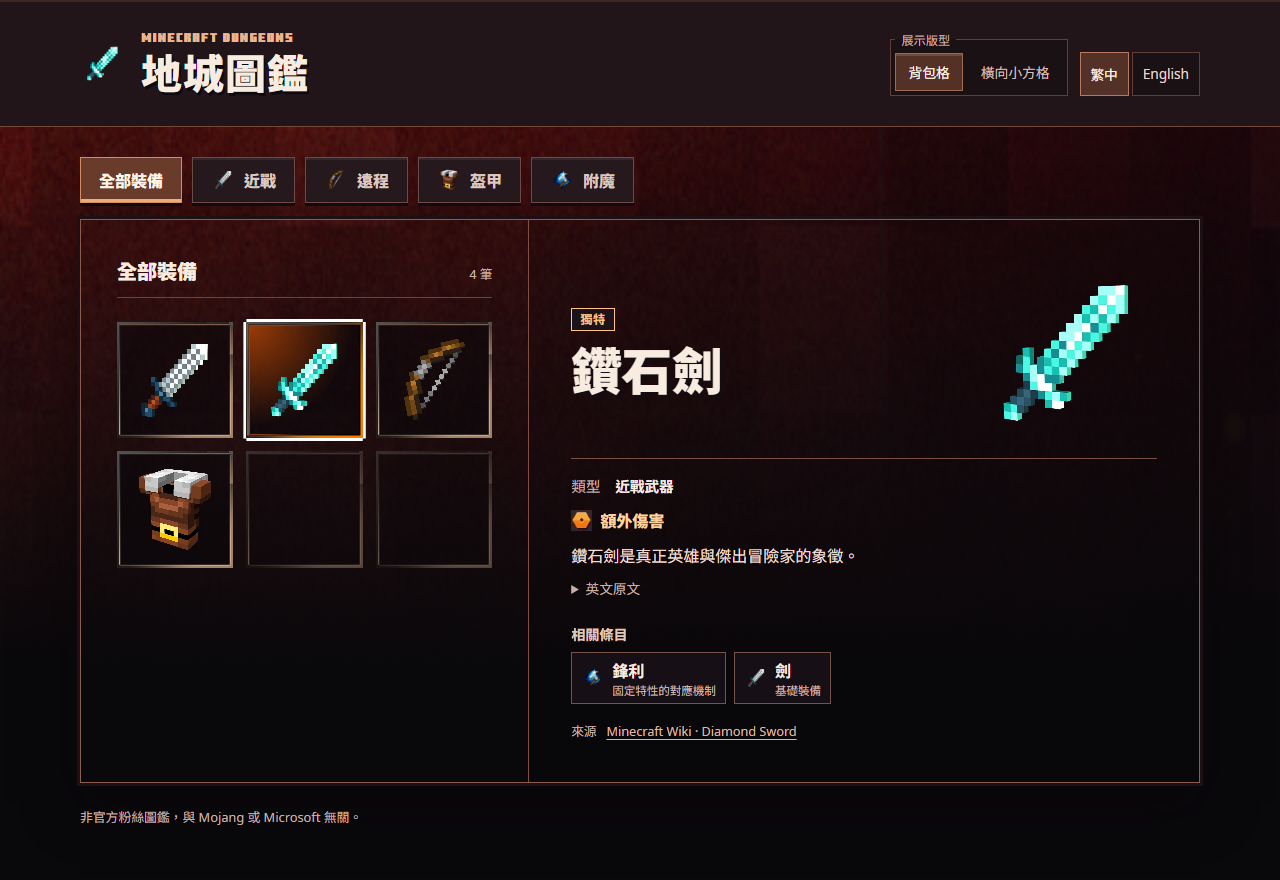 MINECRAFT DUNGEONS
地城圖鑑
展示版型
背包格
橫向小方格
繁中
English
全部裝備
近戰
遠程
盔甲
附魔
全部裝備
4 筆
獨特
鑽石劍
類型 近戰武器
額外傷害
鑽石劍是真正英雄與傑出冒險家的象徵。
▶ 英文原文
相關條目
鋒利
固定特性的對應機制
劍
基礎裝備
來源 Minecraft Wiki · Diamond Sword
非官方粉絲圖鑑，與 Mojang 或 Microsoft 無關。